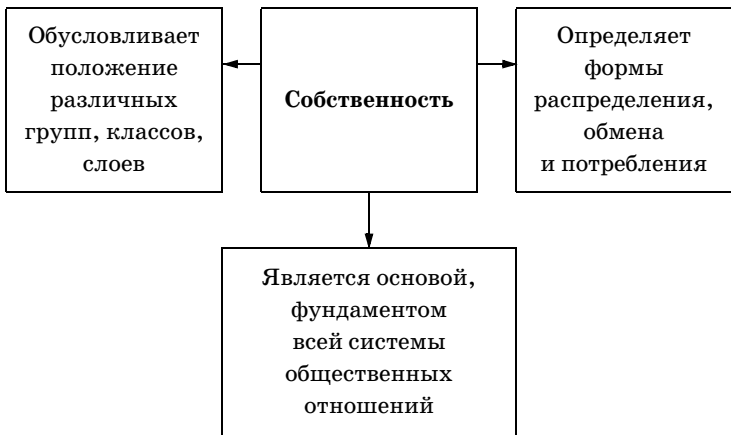 Обусловливает
положение
различных
групп, классов,
слоев
Собственность
Определяет
формы
распределения,
обмена
и потребления
Является основой,
фундаментом
всей системы
общественных
отношений